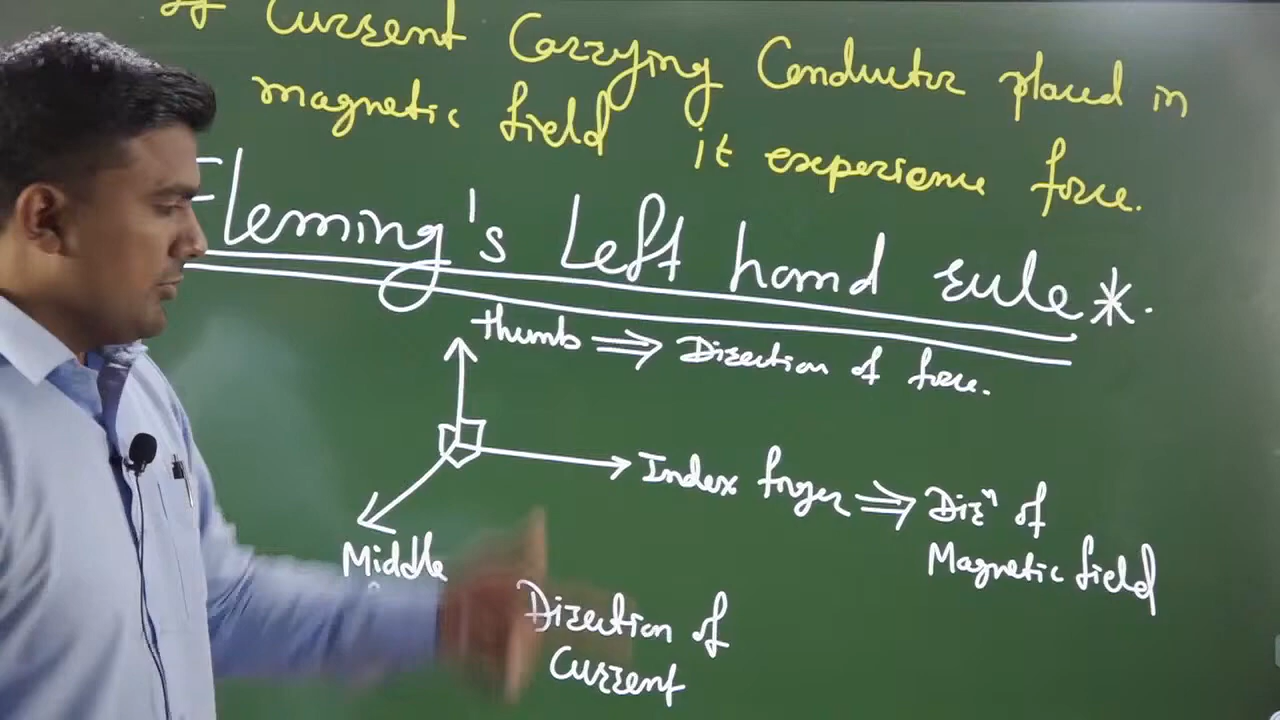 If Current Carrying Conductor placed in
magnetic field it experience force.
Fleming's Left hand rule*.
thumb ⇒ Direction of force.
Index finger ⇒ Dirⁿ of
Magnetic field
Middle
Direction of
Current